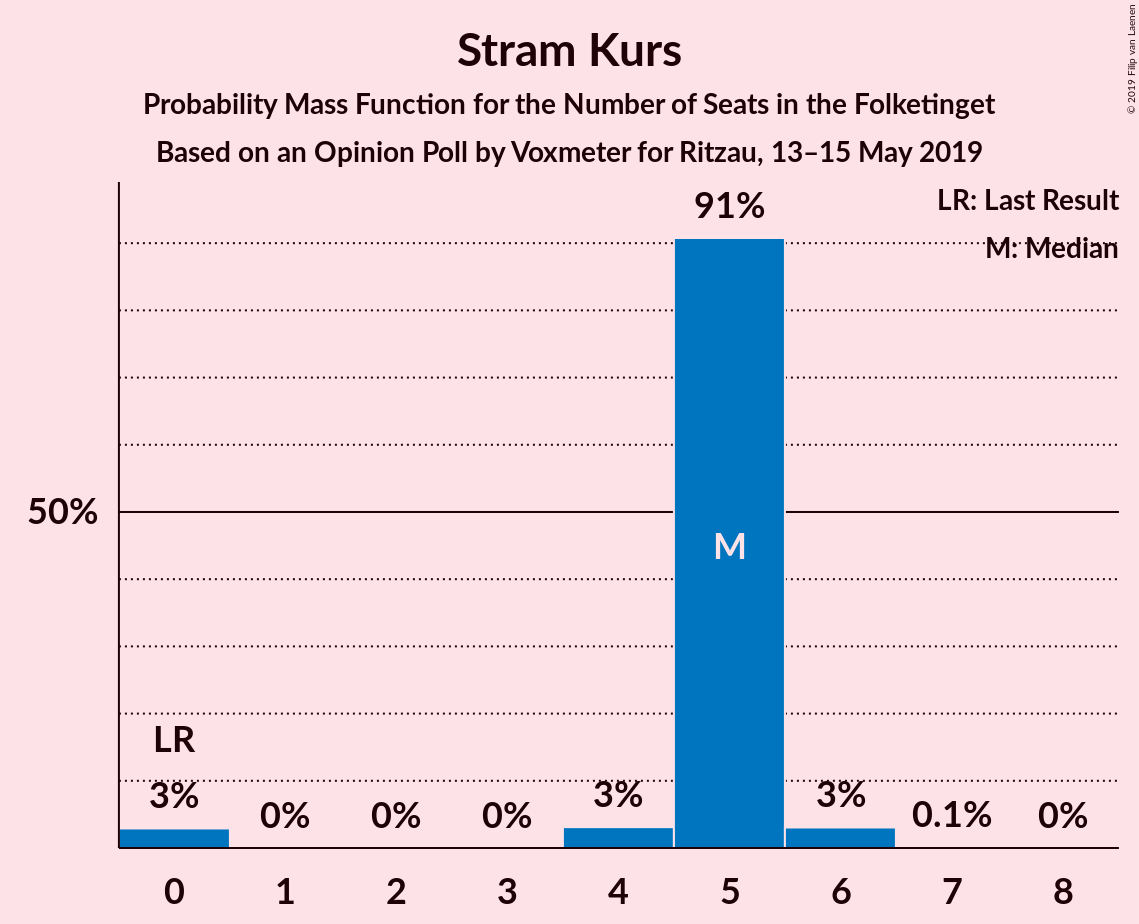 Stram Kurs
Probability Mass Function for the Number of Seats in the Folketinget
Based on an Opinion Poll by Voxmeter for Ritzau, 13–15 May 2019
© 2019 Filip van Laenen
LR: Last Result
M: Median
91%
50%
M
LR
3%
0%
0%
0%
3%
3%
0.1%
0%
0
1
2
3
4
5
6
7
8